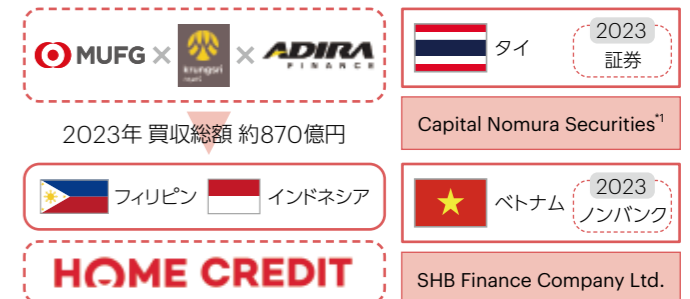 MUFG × krungsri × ADIRA FINANCE
2023年 買収総額 約870億円
フィリピン インドネシア
HOME CREDIT
タイ
2023
証券
Capital Nomura Securities*1
ベトナム
2023
ノンバンク
SHB Finance Company Ltd.